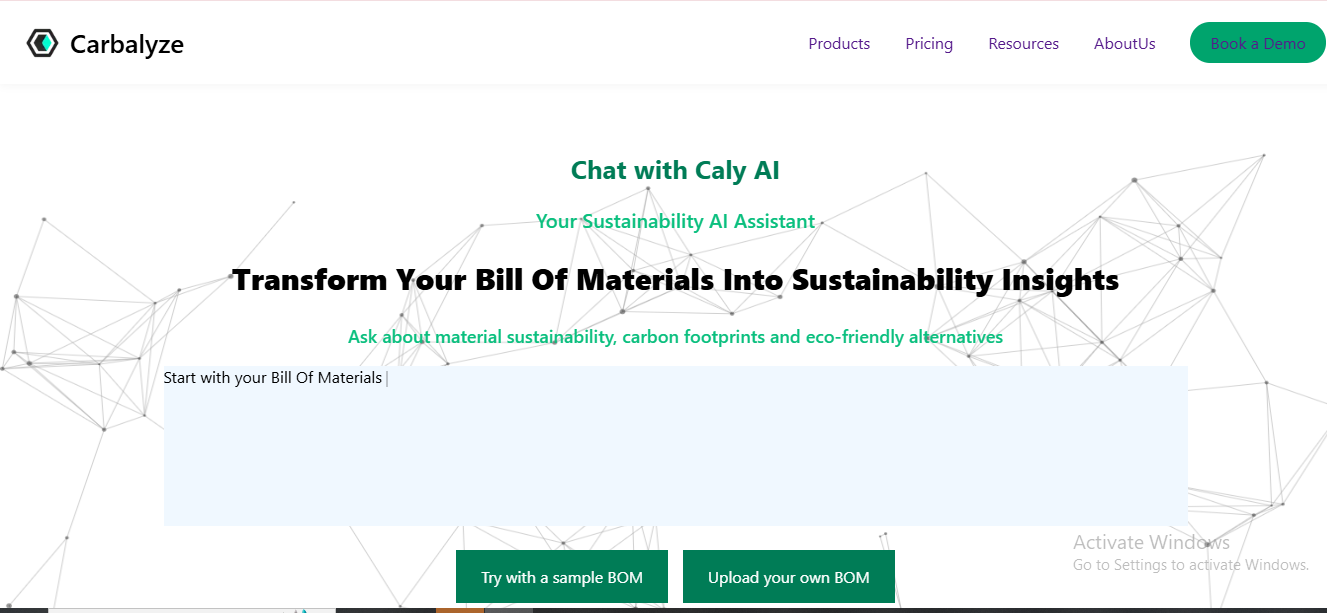 Carbalyze
Products Pricing Resources AboutUs Book a Demo
Chat with Caly AI
Your Sustainability AI Assistant
Transform Your Bill Of Materials Into Sustainability Insights
Ask about material sustainability, carbon footprints and eco-friendly alternatives
Start with your Bill Of Materials |
Try with a sample BOM Upload your own BOM
Activate Windows
Go to Settings to activate Windows.